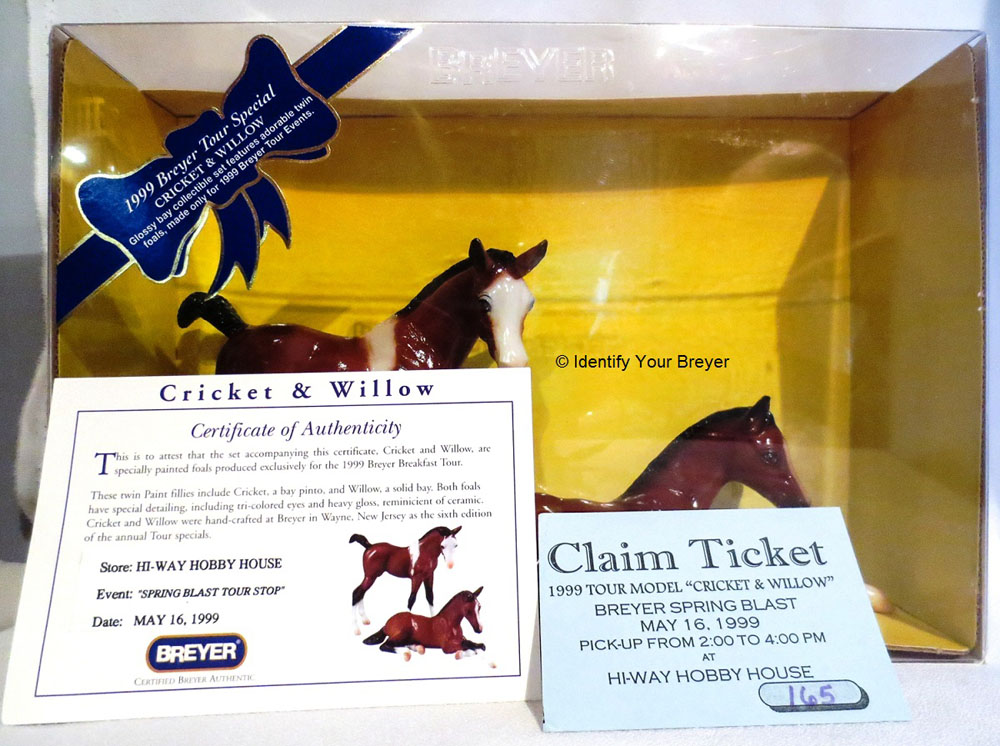 BREYER
1999 Breyer Tour Special
CRICKET & WILLOW
Glossy bay collectible set features adorable twin
foals, made only for 1999 Breyer Tour Events.
© Identify Your Breyer
Cricket & Willow
Certificate of Authenticity
This is to attest that the set accompanying this certificate, Cricket and Willow, are
specially painted foals produced exclusively for the 1999 Breyer Breakfast Tour.
These twin Paint fillies include Cricket, a bay pinto, and Willow, a solid bay. Both foals
have special detailing, including tri-colored eyes and heavy gloss, reminicient of ceramic.
Cricket and Willow were hand-crafted at Breyer in Wayne, New Jersey as the sixth edition
of the annual Tour specials.
Store: HI-WAY HOBBY HOUSE
Event: "SPRING BLAST TOUR STOP"
Date: MAY 16, 1999
BREYER
CERTIFIED BREYER AUTHENTIC
Claim Ticket
1999 TOUR MODEL "CRICKET & WILLOW"
BREYER SPRING BLAST
MAY 16, 1999
PICK-UP FROM 2:00 TO 4:00 PM
AT
HI-WAY HOBBY HOUSE
165